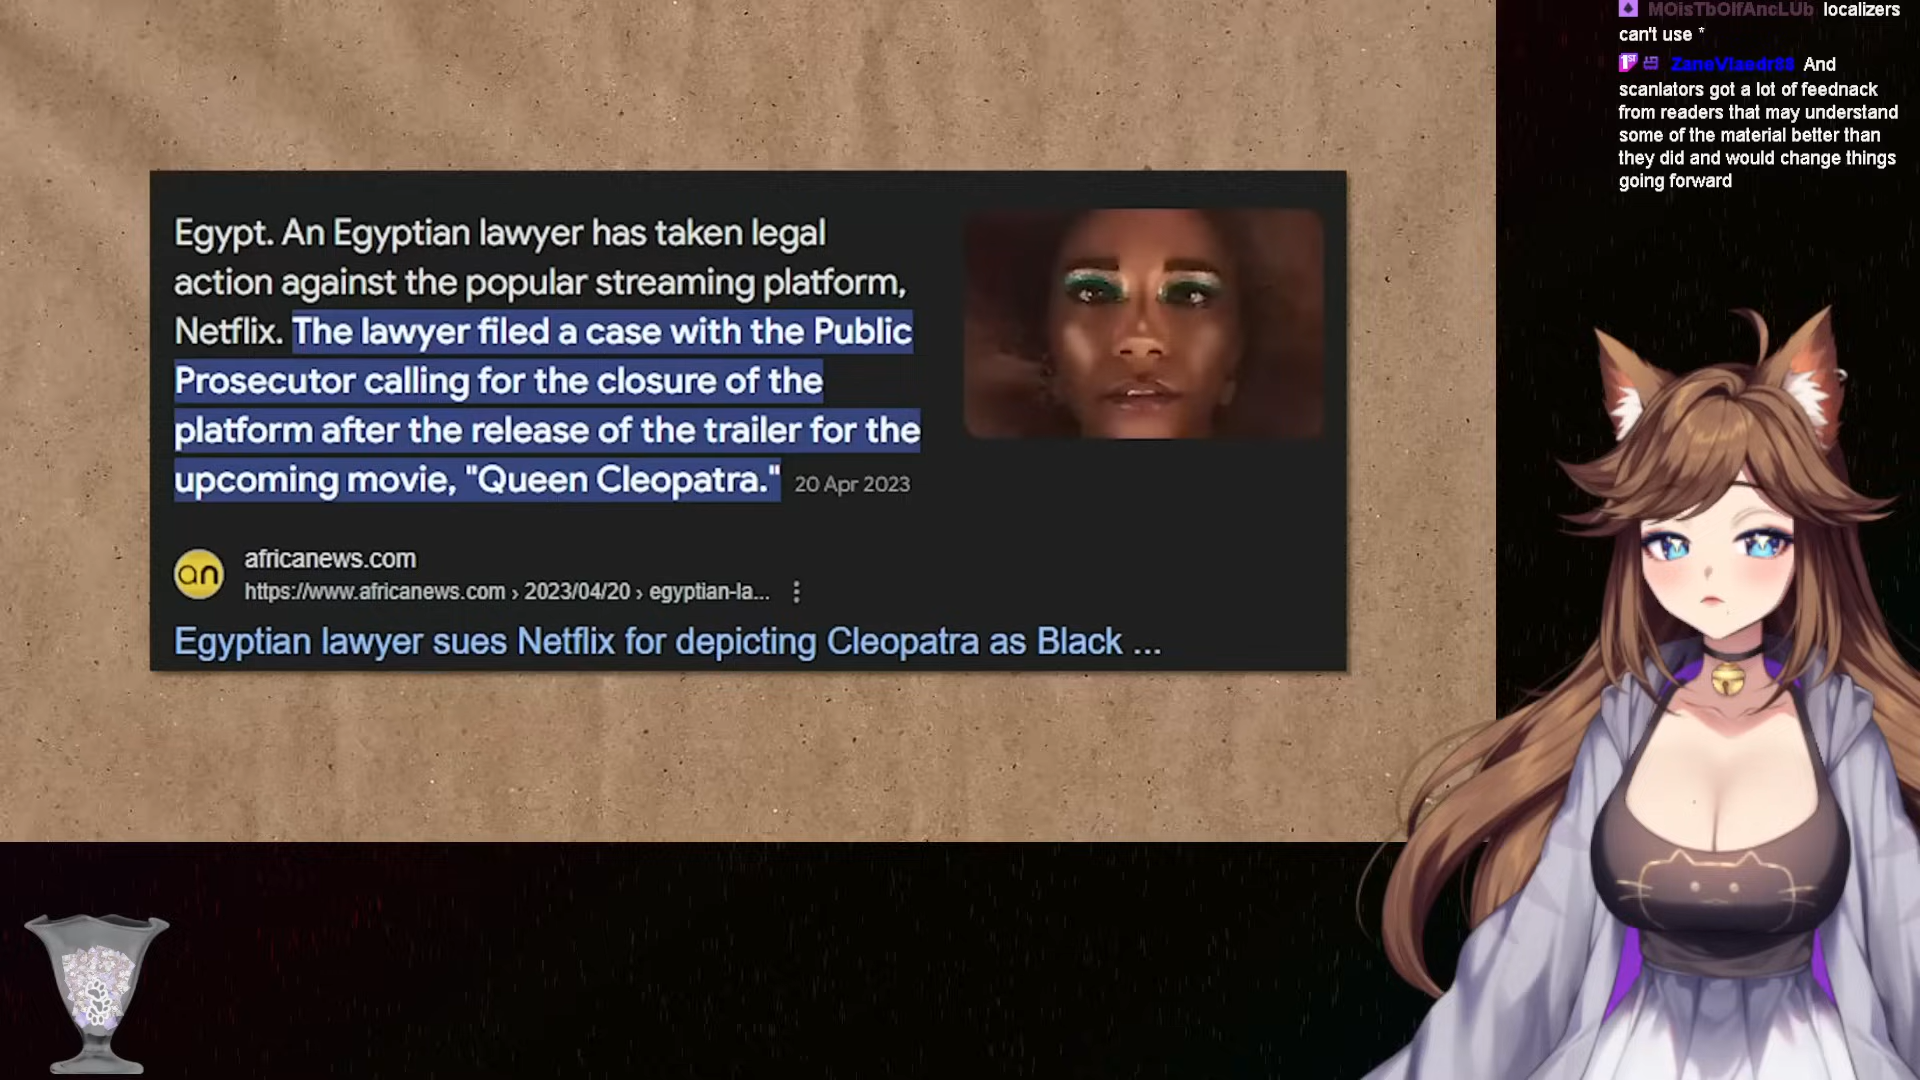 Egypt. An Egyptian lawyer has taken legal
action against the popular streaming platform,
Netflix. The lawyer filed a case with the Public
Prosecutor calling for the closure of the
platform after the release of the trailer for the
upcoming movie, "Queen Cleopatra." 20 Apr 2023
an
africanews.com
https://www.africanews.com › 2023/04/20 › egyptian-la...
Egyptian lawyer sues Netflix for depicting Cleopatra as Black ...
localizers
can't use *
And
scanlators got a lot of feednack
from readers that may understand
some of the material better than
they did and would change things
going forward